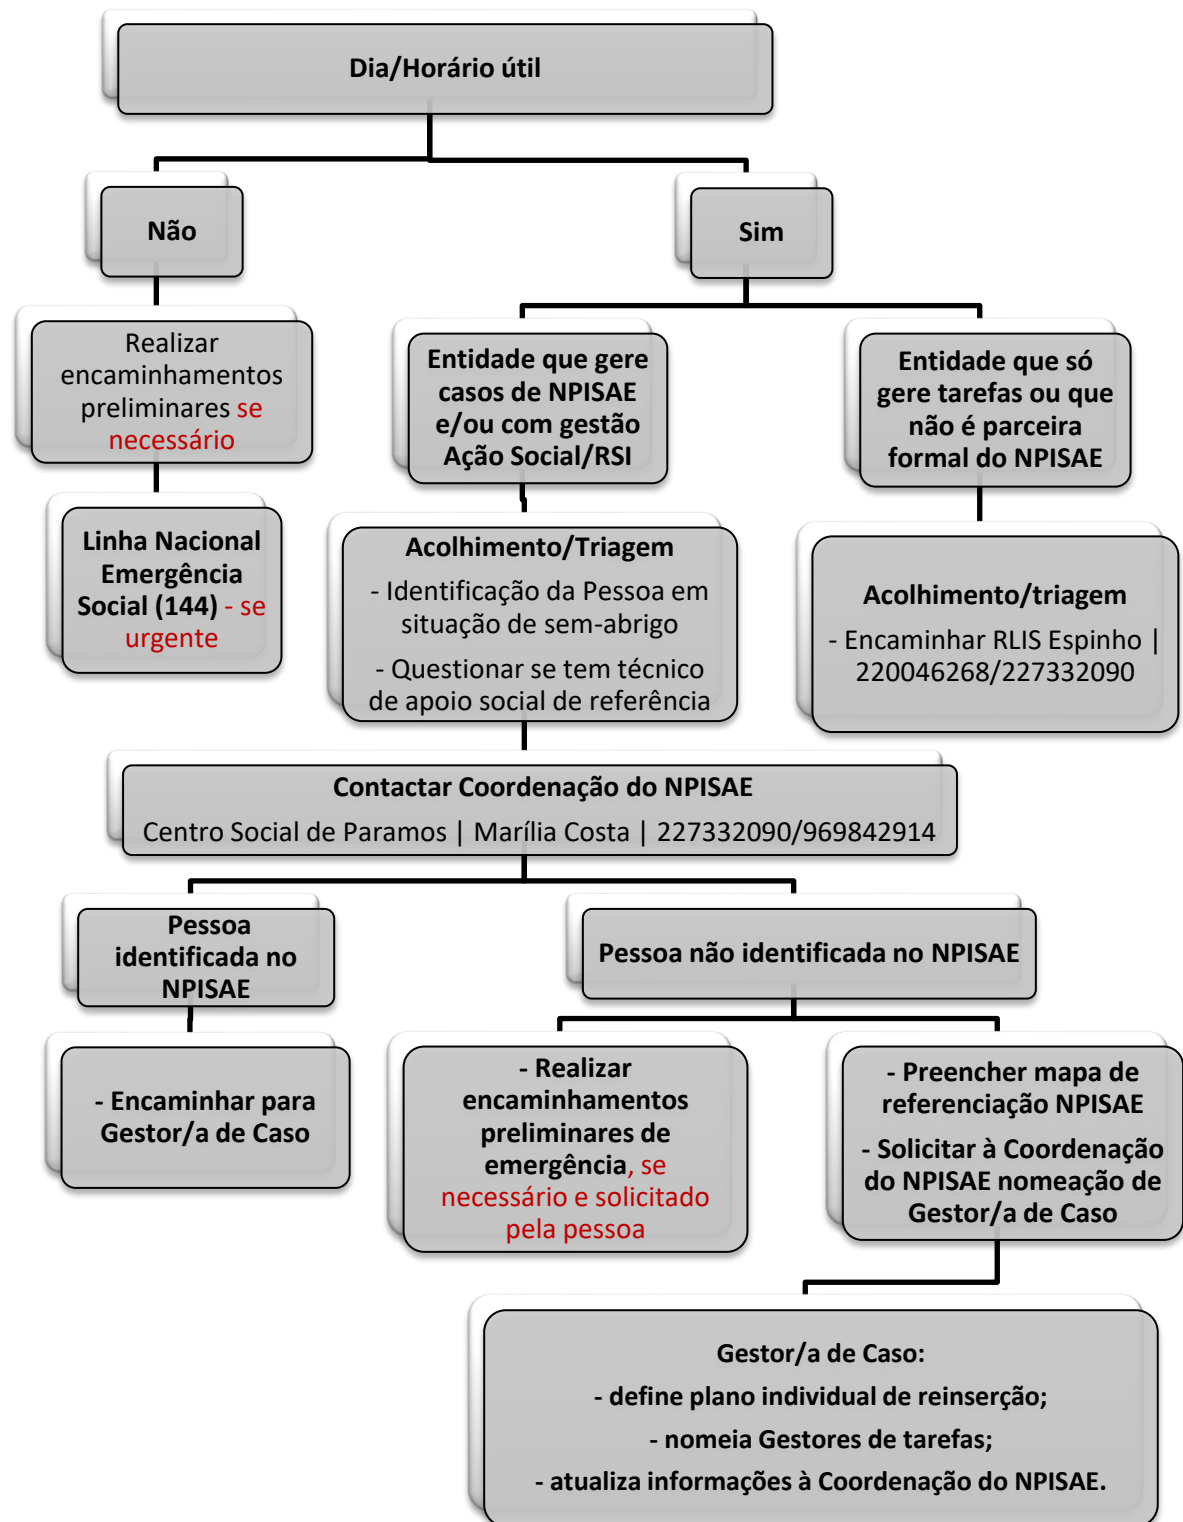 Dia/Horário útil
Não
Sim
Realizar
encaminhamentos
preliminares se
necessário
Linha Nacional
Emergência
Social (144) - se
urgente
Entidade que gere
casos de NPISAE
e/ou com gestão
Ação Social/RSI
Entidade que só
gere tarefas ou que
não é parceira
formal do NPISAE
Acolhimento/Triagem
- Identificação da Pessoa em
situação de sem-abrigo
- Questionar se tem técnico
de apoio social de referência
Acolhimento/triagem
- Encaminhar RLIS Espinho |
220046268/227332090
Contactar Coordenação do NPISAE
Centro Social de Paramos | Marília Costa | 227332090/969842914
Pessoa
identificada no
NPISAE
Pessoa não identificada no NPISAE
- Encaminhar para
Gestor/a de Caso
- Realizar
encaminhamentos
preliminares de
emergência, se
necessário e solicitado
pela pessoa
- Preencher mapa de
referenciação NPISAE
- Solicitar à Coordenação
do NPISAE nomeação de
Gestor/a de Caso
Gestor/a de Caso:
- define plano individual de reinserção;
- nomeia Gestores de tarefas;
- atualiza informações à Coordenação do NPISAE.